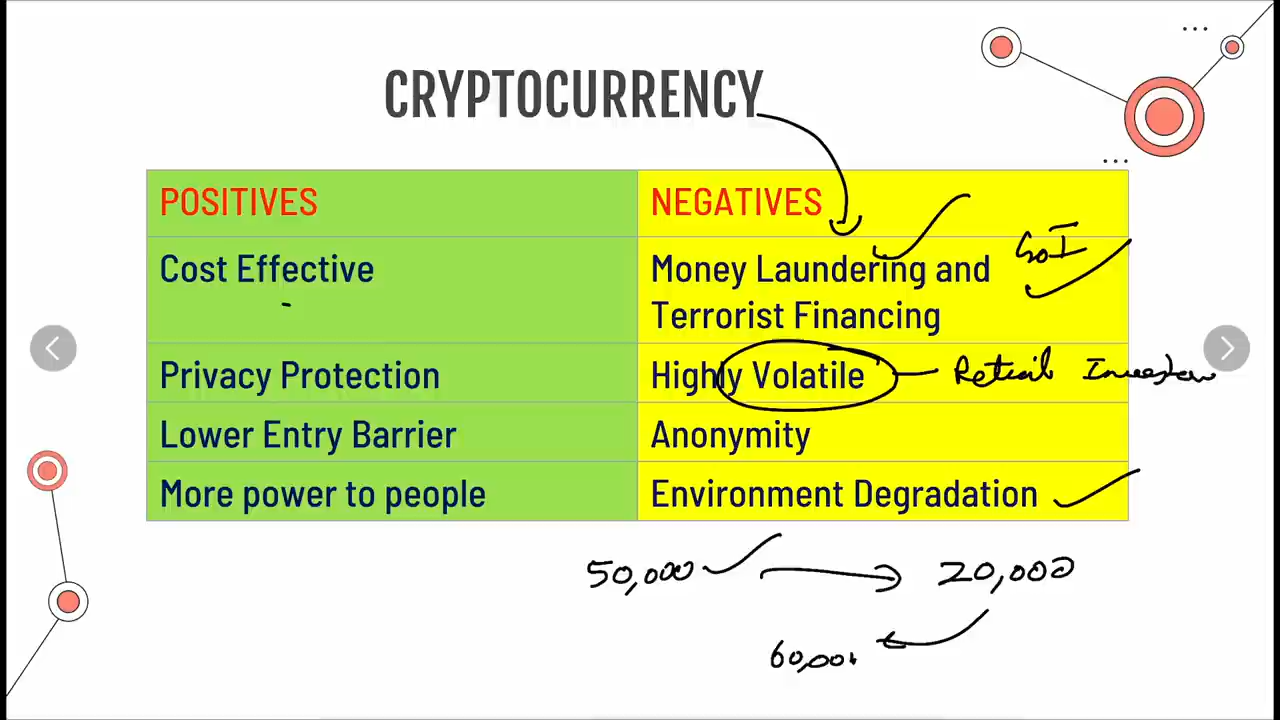 CRYPTOCURRENCY
POSITIVES
NEGATIVES
Cost Effective
Money Laundering and
Terrorist Financing
GoI
Privacy Protection
Highly Volatile
Retail Investors
Lower Entry Barrier
Anonymity
More power to people
Environment Degradation
50,000
20,000
60,000